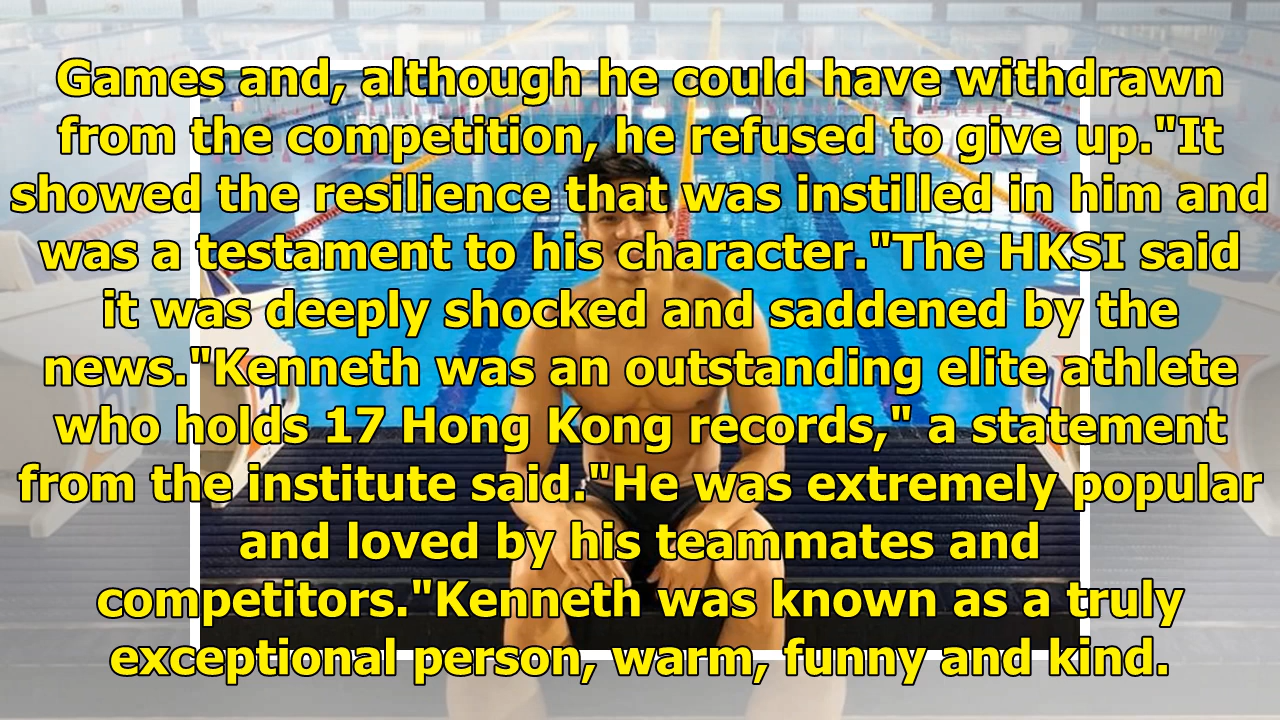 Games and, although he could have withdrawn
from the competition, he refused to give up."It
showed the resilience that was instilled in him and
was a testament to his character."The HKSI said
it was deeply shocked and saddened by the
news."Kenneth was an outstanding elite athlete
who holds 17 Hong Kong records," a statement
from the institute said."He was extremely popular
and loved by his teammates and
competitors."Kenneth was known as a truly
exceptional person, warm, funny and kind.